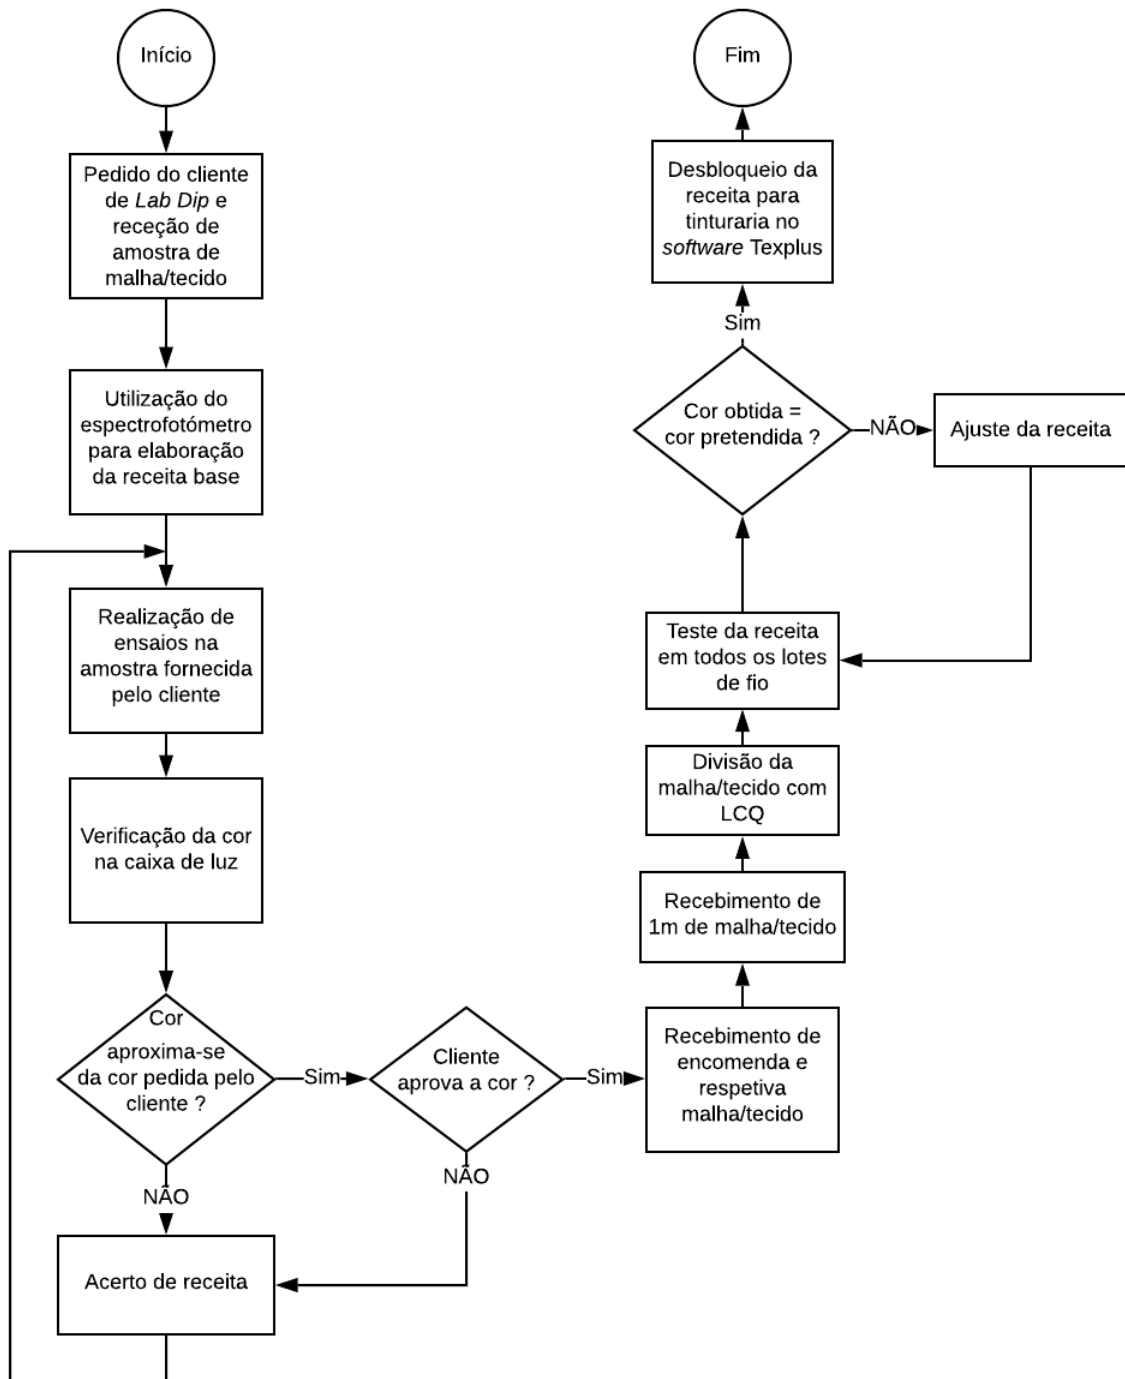 Início
Pedido do cliente
de Lab Dip e
receção de
amostra de
malha/tecido
Utilização do
espectrofotómetro
para elaboração
da receita base
Realização de
ensaios na
amostra fornecida
pelo cliente
Verificação da cor
na caixa de luz
Cor
aproxima-se
da cor pedida pelo
cliente ?
NÃO
Acerto de receita
Sim
Cliente
aprova a cor ?
NÃO
Sim
Recebimento de
encomenda e
respetiva
malha/tecido
Recebimento de
1m de malha/tecido
Divisão da
malha/tecido com
LCQ
Teste da receita
em todos os lotes
de fio
Cor obtida =
cor pretendida ?
NÃO
Ajuste da receita
Sim
Desbloqueio da
receita para
tinturaria no
software Texplus
Fim